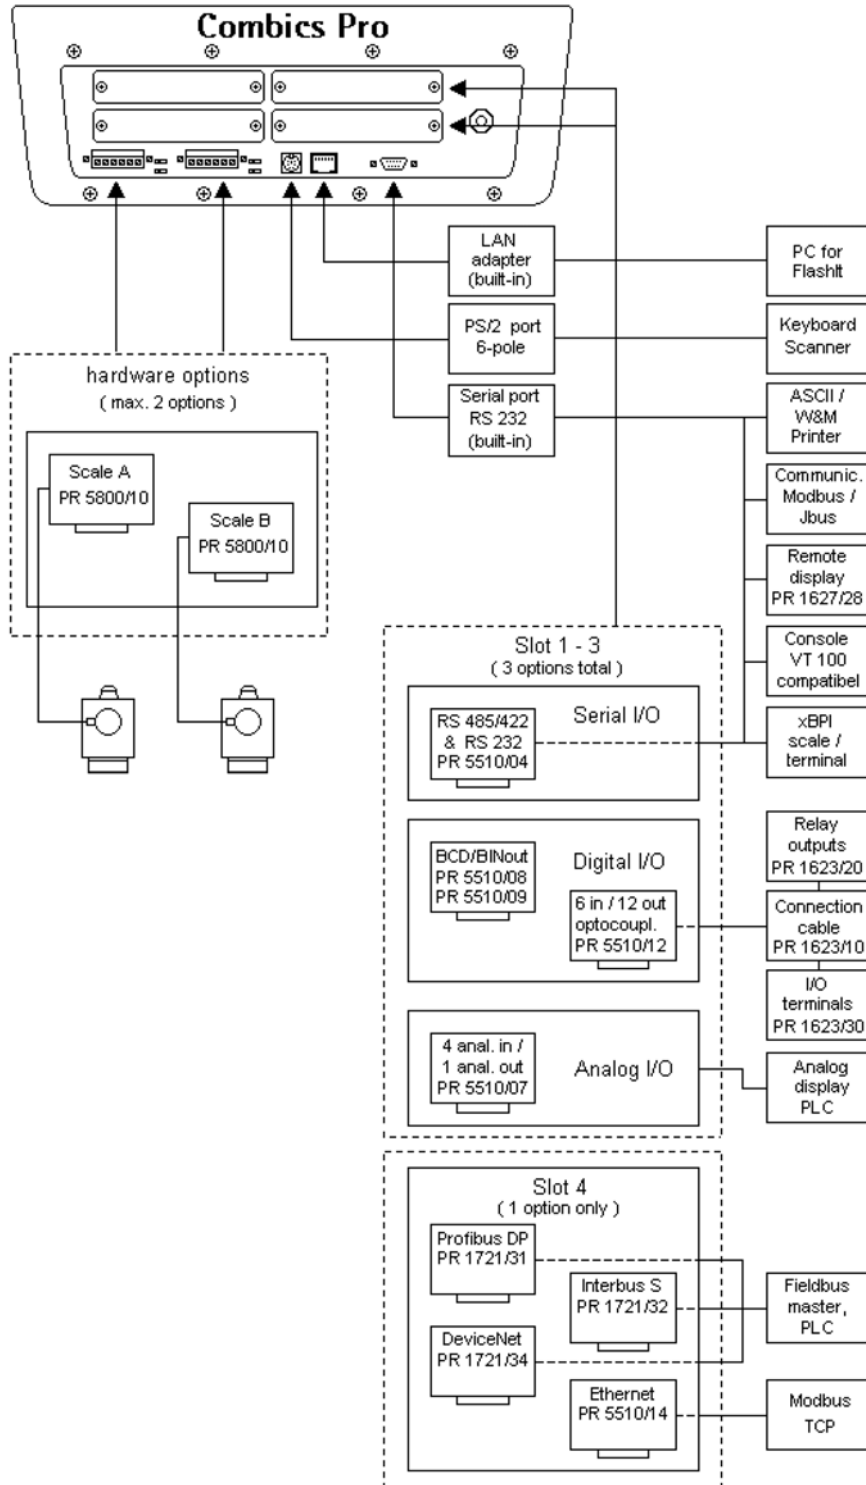 Combics Pro
LAN
adapter
(built-in)
PC for
FlashIt
PS/2 port
6-pole
Keyboard
Scanner
Serial port
RS 232
(built-in)
ASCII /
W&M
Printer
hardware options
( max. 2 options )
Scale A
PR 5800/10
Scale B
PR 5800/10
Communic.
Modbus /
Jbus
Remote
display
PR 1627/28
Console
VT 100
compatibel
xBPI
scale /
terminal
Slot 1 - 3
( 3 options total )
RS 485/422
& RS 232
PR 5510/04
Serial I/O
BCD/BINout
PR 5510/08
PR 5510/09
Digital I/O
6 in / 12 out
optocoupl.
PR 5510/12
Relay
outputs
PR 1623/20
Connection
cable
PR 1623/10
I/O
terminals
PR 1623/30
4 anal. in /
1 anal. out
PR 5510/07
Analog I/O
Analog
display
PLC
Slot 4
( 1 option only )
Profibus DP
PR 1721/31
Interbus S
PR 1721/32
DeviceNet
PR 1721/34
Ethernet
PR 5510/14
Fieldbus
master,
PLC
Modbus
TCP